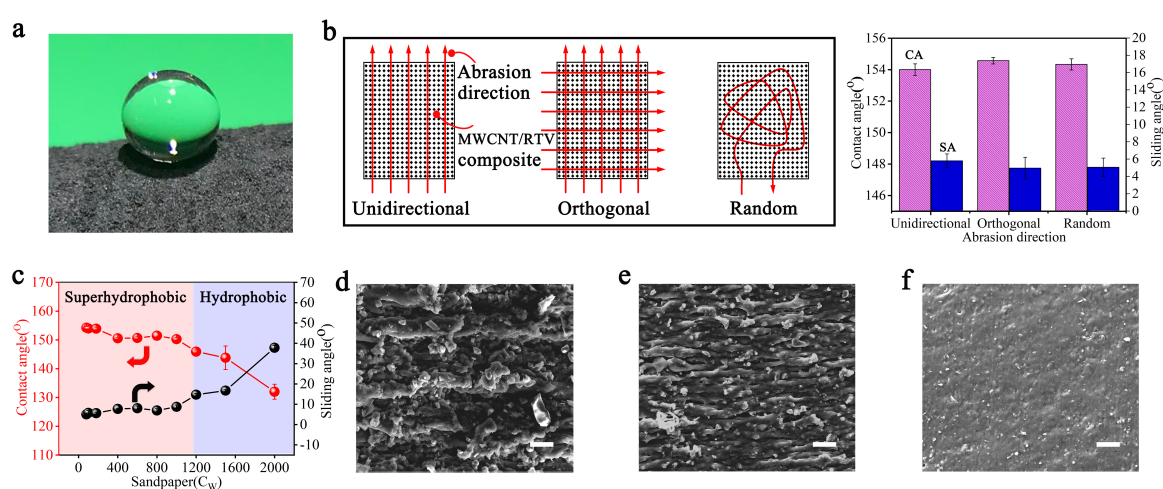 a
b
Abrasion
direction
MWCNT/RTV
composite
Unidirectional
Orthogonal
Random
156
154
152
150
148
146
Contact angle(°)
CA
SA
20
18
16
14
12
10
8
6
4
2
0
Sliding angle(°)
Unidirectional Orthogonal Random
Abrasion direction
c
170
160
150
140
130
120
110
Contact angle(°)
Superhydrophobic
Hydrophobic
70
60
50
40
30
20
10
0
-10
Sliding angle(°)
0 400 800 1200 1600 2000
Sandpaper(CW)
d
e
f